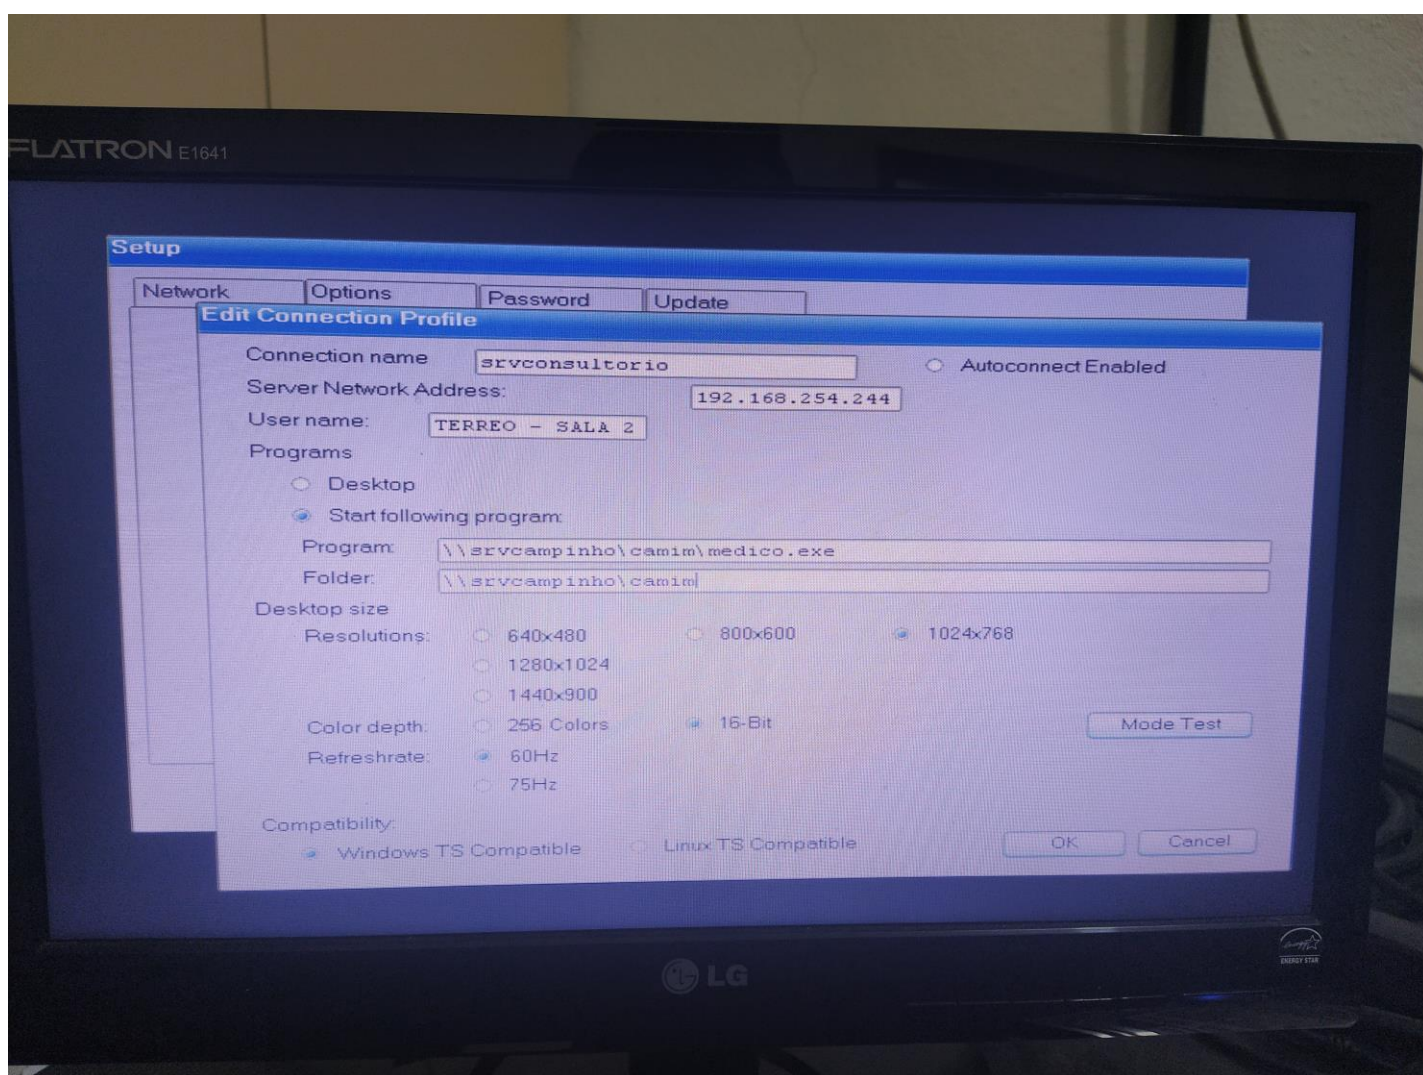 FLATRON E1641
Setup
Network Options Password Update
Edit Connection Profile
Connection name srvconsultorio Autoconnect Enabled
Server Network Address: 192.168.254.244
User name: TERREO - SALA 2
Programs
Desktop
Start following program:
Program: \\srvcampinho\camim\medico.exe
Folder: \\srvcampinho\camim
Desktop size
Resolutions: 640x480 800x600 1024x768
1280x1024
1440x900
Color depth: 256 Colors 16-Bit Mode Test
Refreshrate: 60Hz
75Hz
Compatibility:
Windows TS Compatible Linux TS Compatible OK Cancel
LG
ENERGY STAR